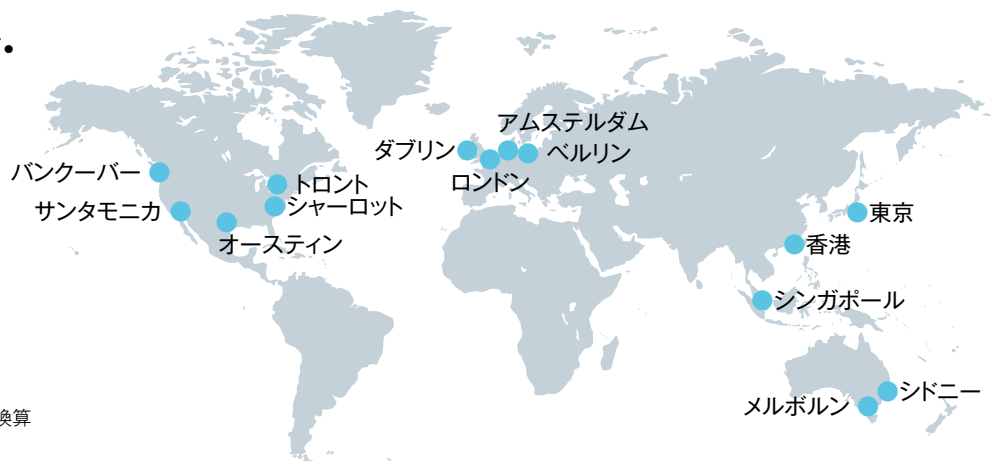 アムステルダム
ダブリン
ベルリン
バンクーバー
ロンドン
トロント
シャーロット
サンタモニカ
東京
オースティン
香港
シンガポール
シドニー
メルボルン
換算